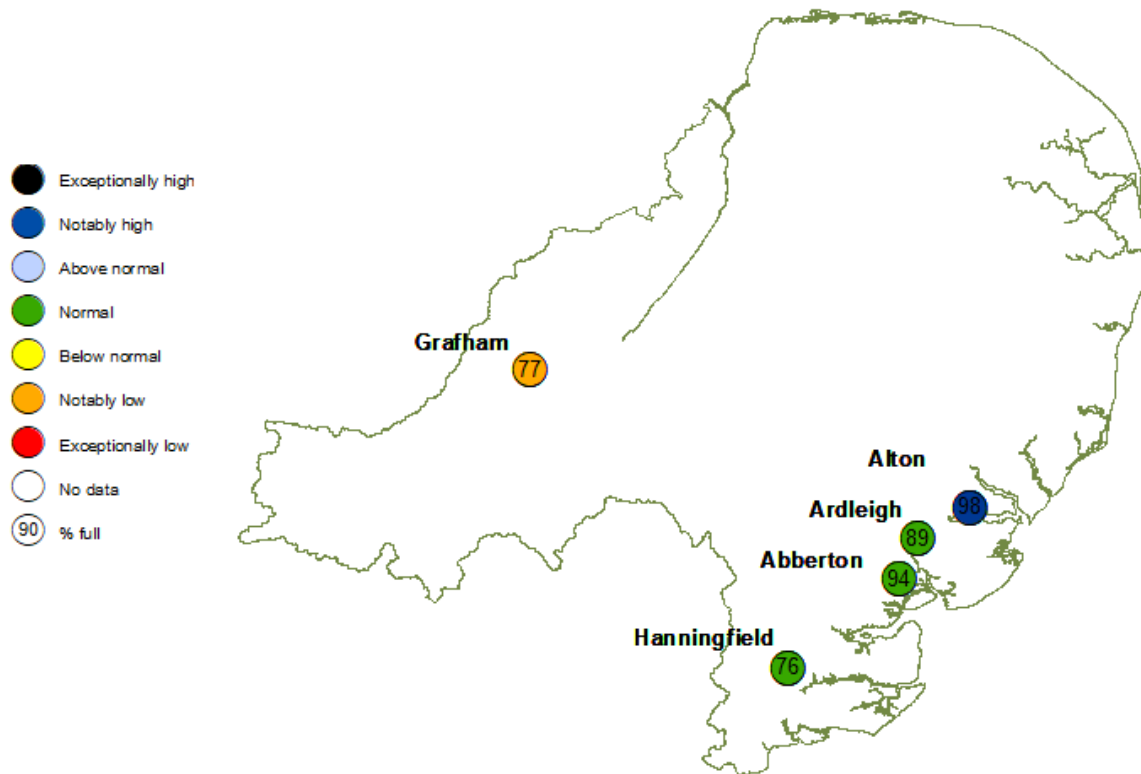 Exceptionally high
Notably high
Above normal
Normal
Below normal
Notably low
Exceptionally low
No data
90 % full
Grafham
77
Alton
98
Ardleigh
89
Abberton
94
Hanningfield
76